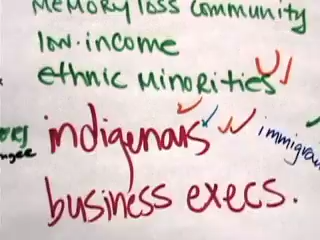 MEMORY LOSS COMMUNITY
low-income
ethnic minorities
indigenous
business execs.